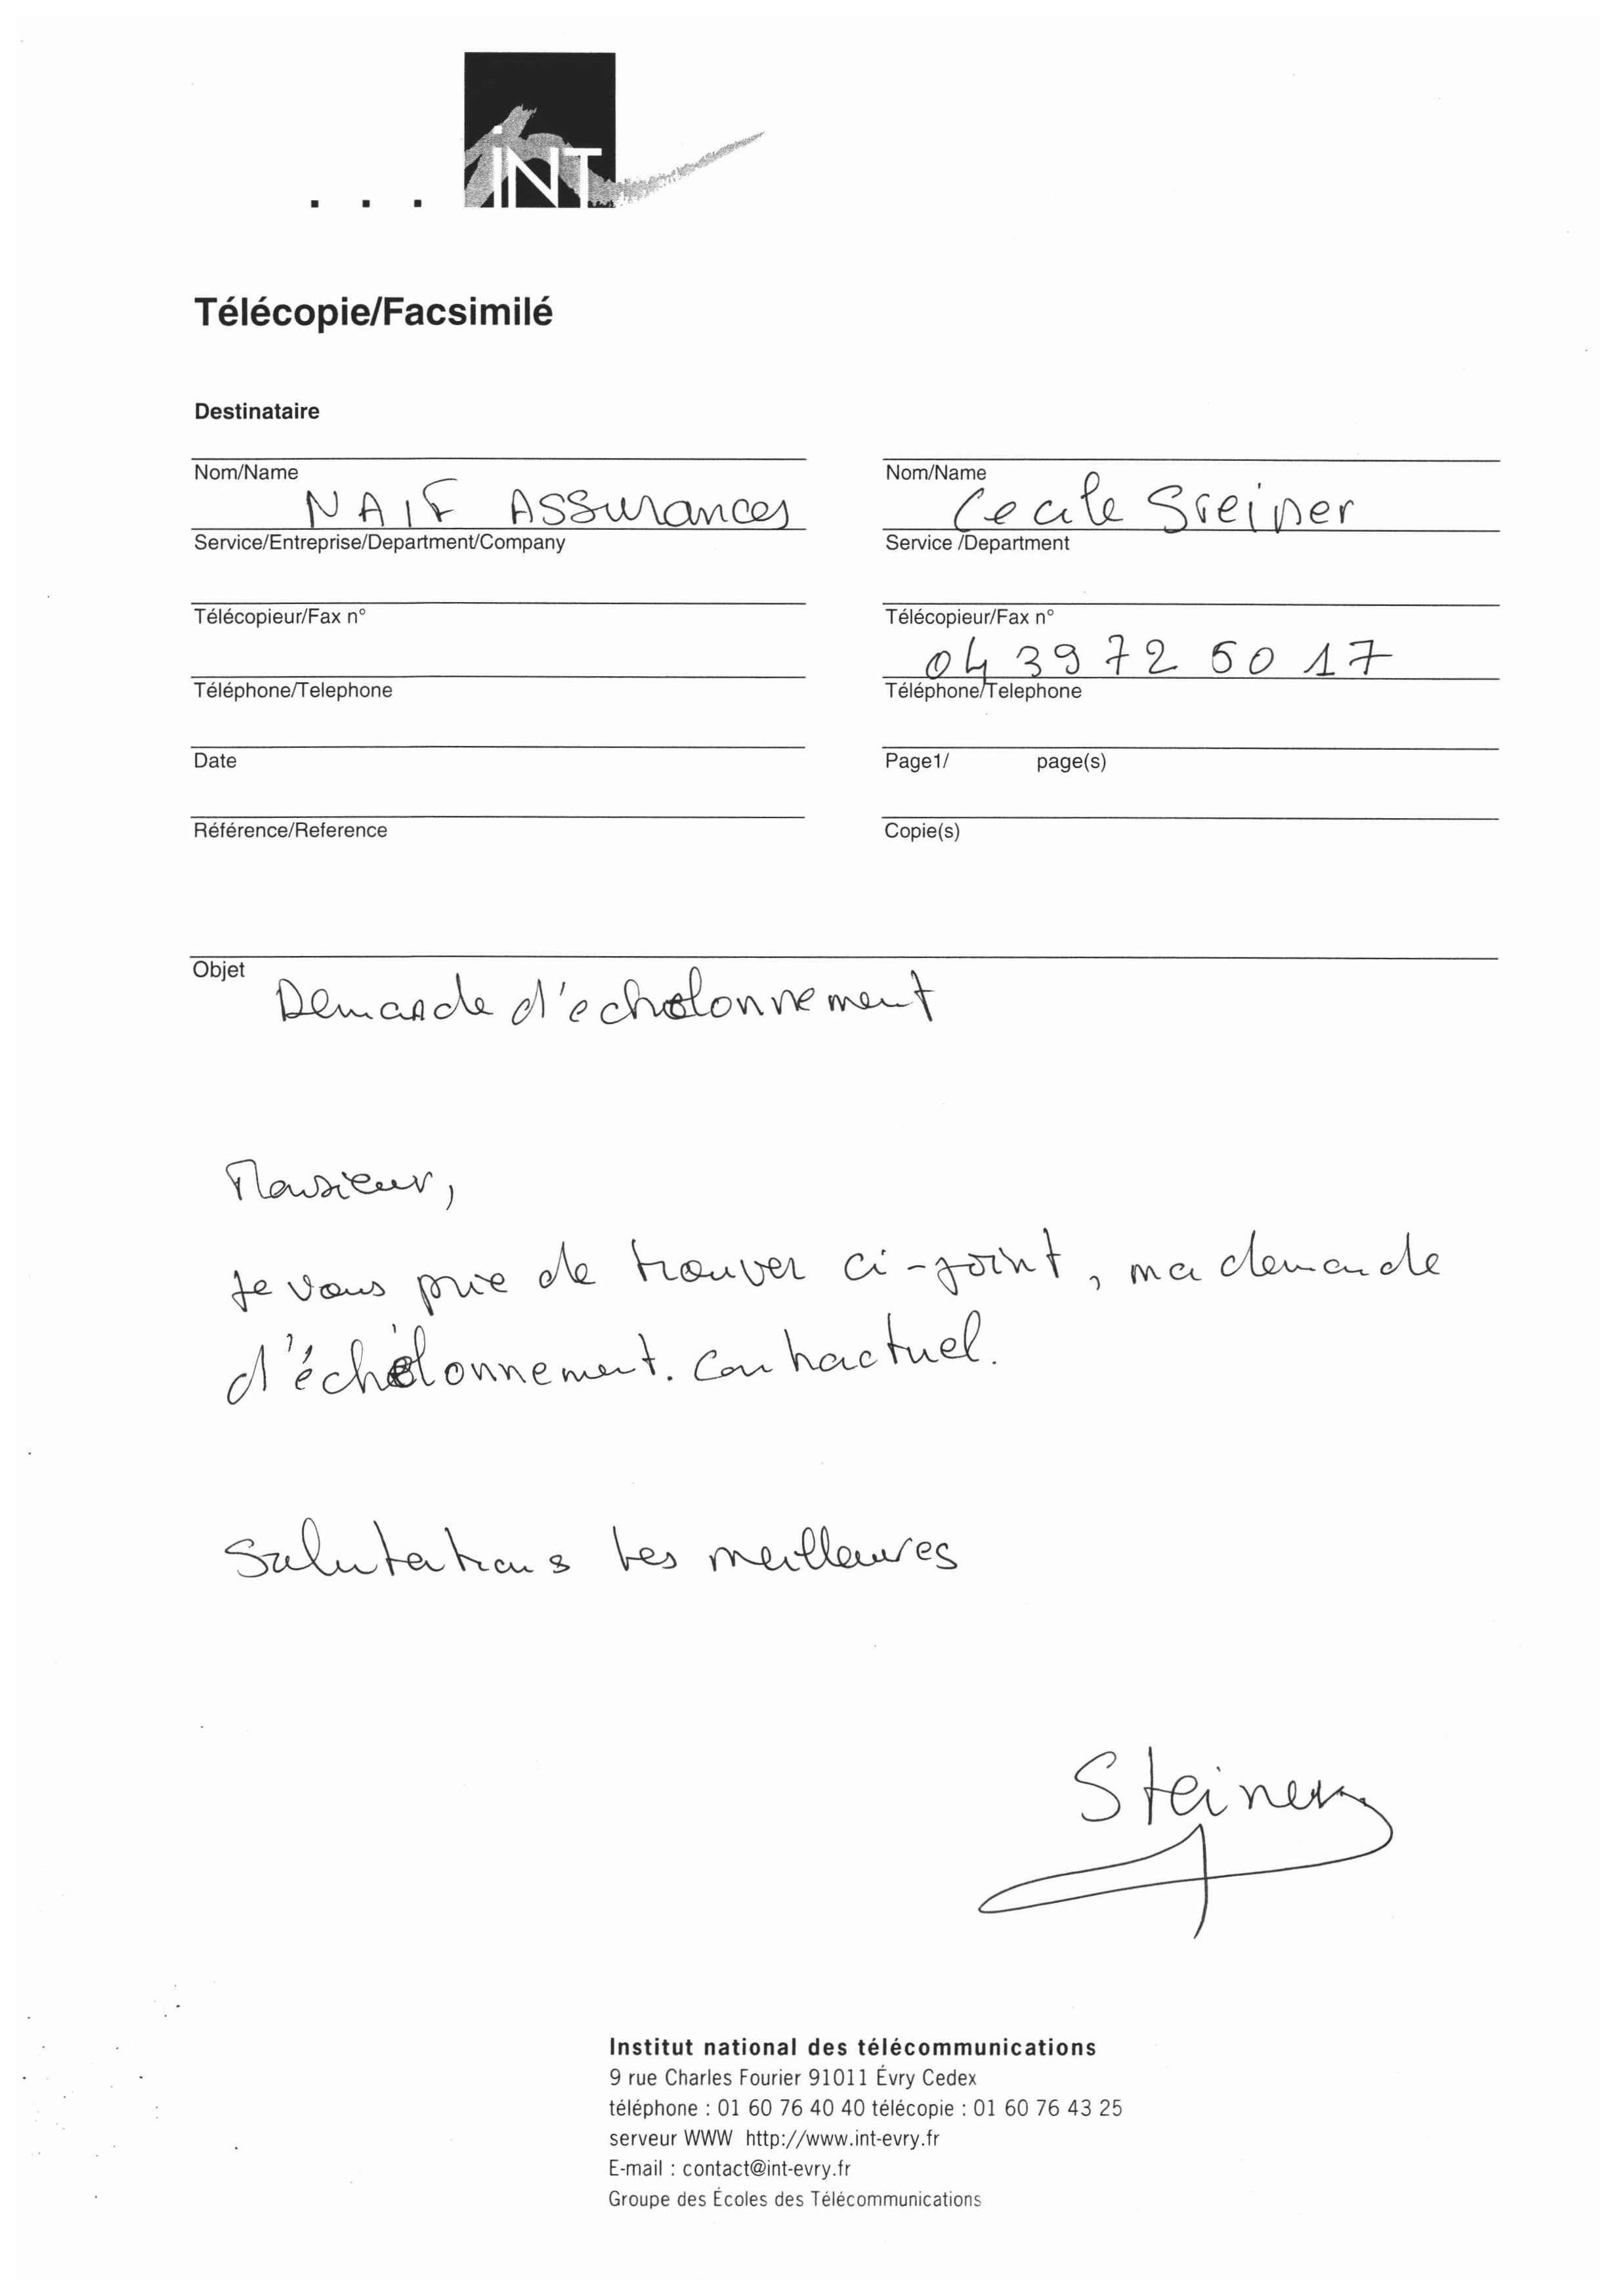 ... INT
Télécopie/Facsimilé
Destinataire
Nom/Name
NAIF Assurances
Service/Entreprise/Department/Company
Télécopieur/Fax n°
Téléphone/Telephone
Date
Référence/Reference
Nom/Name
Cecile Steiner
Service /Department
Télécopieur/Fax n°
04 39 72 60 17
Téléphone/Telephone
Page1/ page(s)
Copie(s)
Objet
Demande d'echelonnement
Monsieur,
Je vous prie de trouver ci-joint, ma demande
d'échelonnement. contractuel.
Salutations les meilleures
Steiner
Institut national des télécommunications
9 rue Charles Fourier 91011 Évry Cedex
téléphone : 01 60 76 40 40 télécopie : 01 60 76 43 25
serveur WWW http://www.int-evry.fr
E-mail : contact@int-evry.fr
Groupe des Écoles des Télécommunications